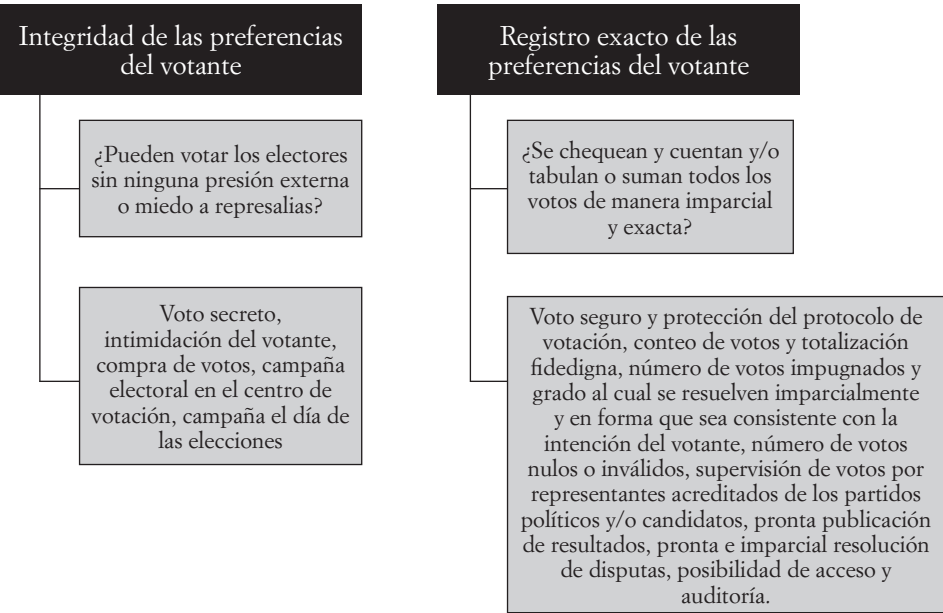 Integridad de las preferencias
del votante
¿Pueden votar los electores
sin ninguna presión externa
o miedo a represalias?
Voto secreto,
intimidación del votante,
compra de votos, campaña
electoral en el centro de
votación, campaña el día de
las elecciones
Registro exacto de las
preferencias del votante
¿Se chequean y cuentan y/o
tabulan o suman todos los
votos de manera imparcial
y exacta?
Voto seguro y protección del protocolo de
votación, conteo de votos y totalización
fidedigna, número de votos impugnados y
grado al cual se resuelven imparcialmente
y en forma que sea consistente con la
intención del votante, número de votos
nulos o inválidos, supervisión de votos por
representantes acreditados de los partidos
políticos y/o candidatos, pronta publicación
de resultados, pronta e imparcial resolución
de disputas, posibilidad de acceso y
auditoría.